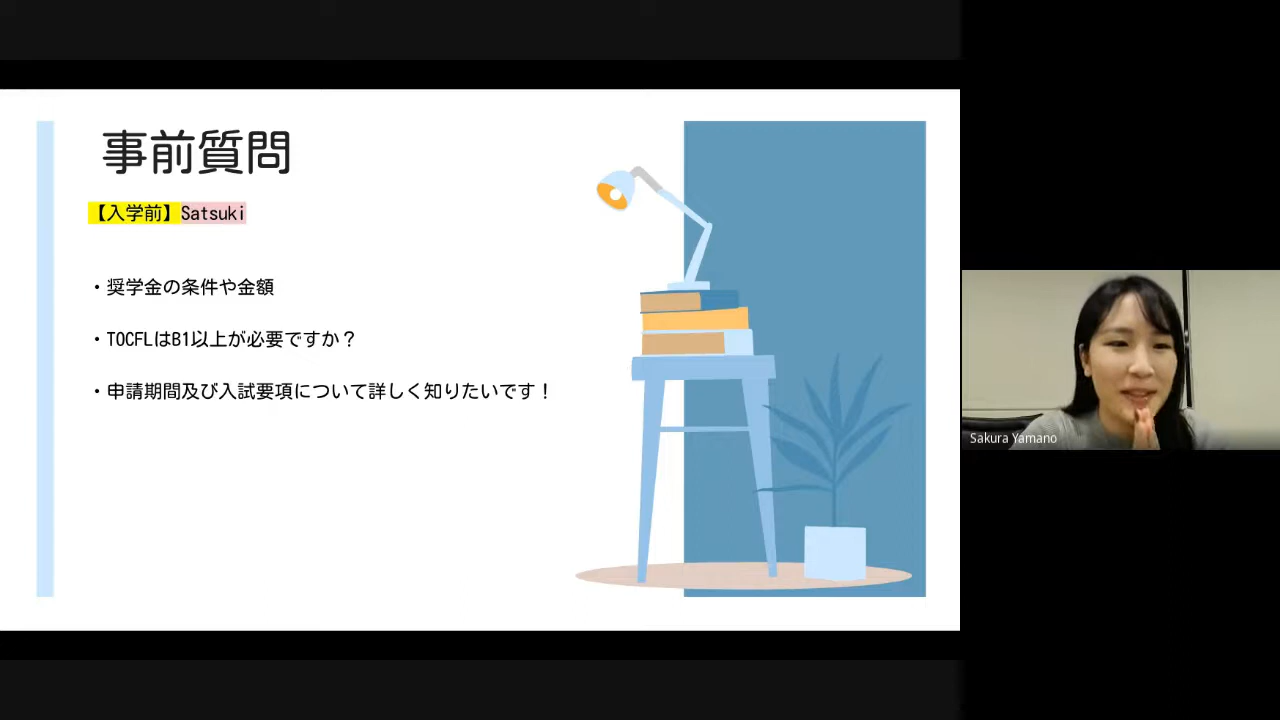 事前質問
【入学前】Satsuki
・奨学金の条件や金額
・TOCFLはB1以上が必要ですか？
・申請期間及び入試要項について詳しく知りたいです！
Sakura Yamano